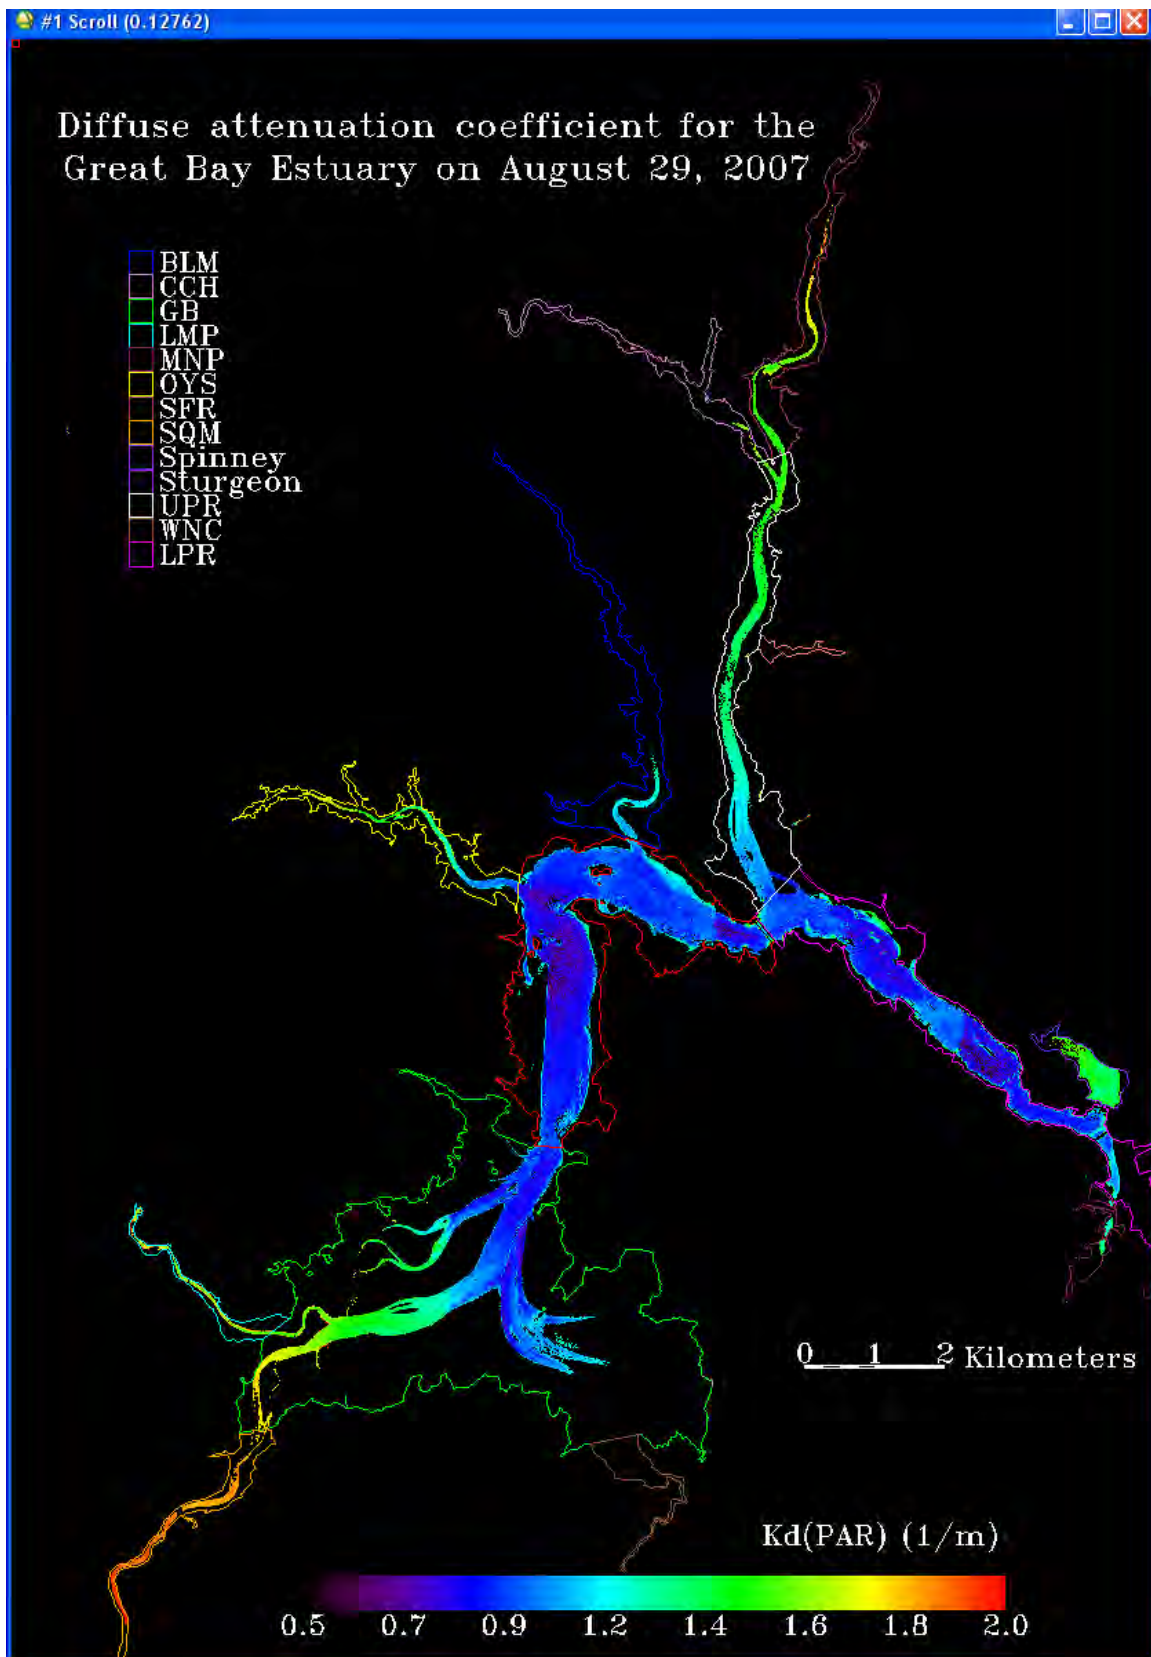 #1 Scroll (0.12762)
Diffuse attenuation coefficient for the
Great Bay Estuary on August 29, 2007
BLM
CCH
GB
LMP
MNP
OYS
SFR
SQM
Spinney
Sturgeon
UPR
WNC
LPR
0 1 2 Kilometers
Kd(PAR) (1/m)
0.5 0.7 0.9 1.2 1.4 1.6 1.8 2.0